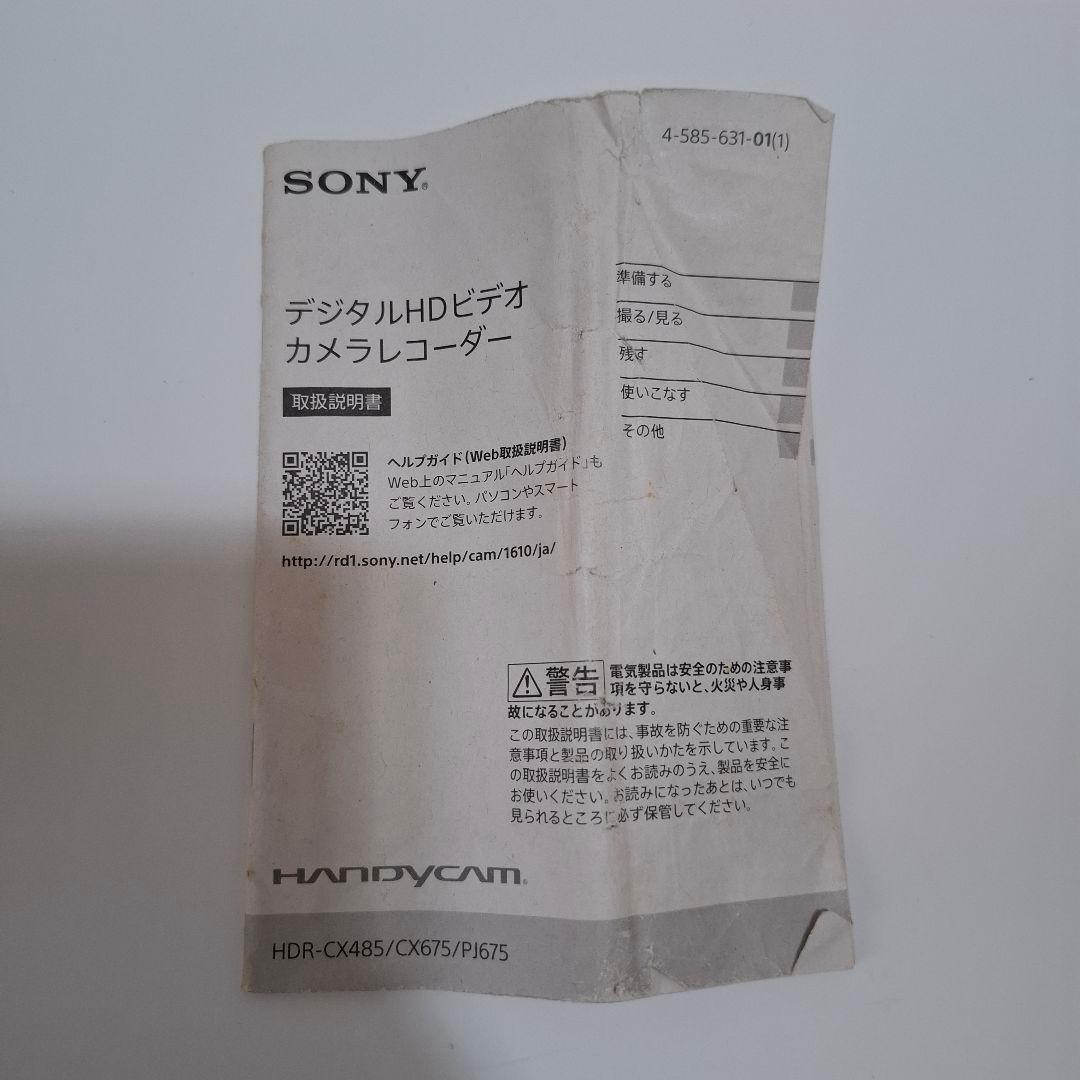 4-585-631-01(1)
SONY®
準備する
撮る/見る
残す
使いこなす
その他
デジタルHDビデオ
カメラレコーダー
取扱説明書
ヘルプガイド(Web取扱説明書)
Web上のマニュアル「ヘルプガイド」も
ご覧ください。パソコンやスマート
フォンでご覧いただけます。
http://rd1.sony.net/help/cam/1610/ja/
警告 電気製品は安全のための注意事
項を守らないと、火災や人身事
故になることがあります。
この取扱説明書には、事故を防ぐための重要な注
意事項と製品の取り扱いかたを示しています。こ
の取扱説明書をよくお読みのうえ、製品を安全に
お使いください。お読みになったあとは、いつでも
見られるところに必ず保管してください。
HANDYCAM®
HDR-CX485/CX675/PJ675